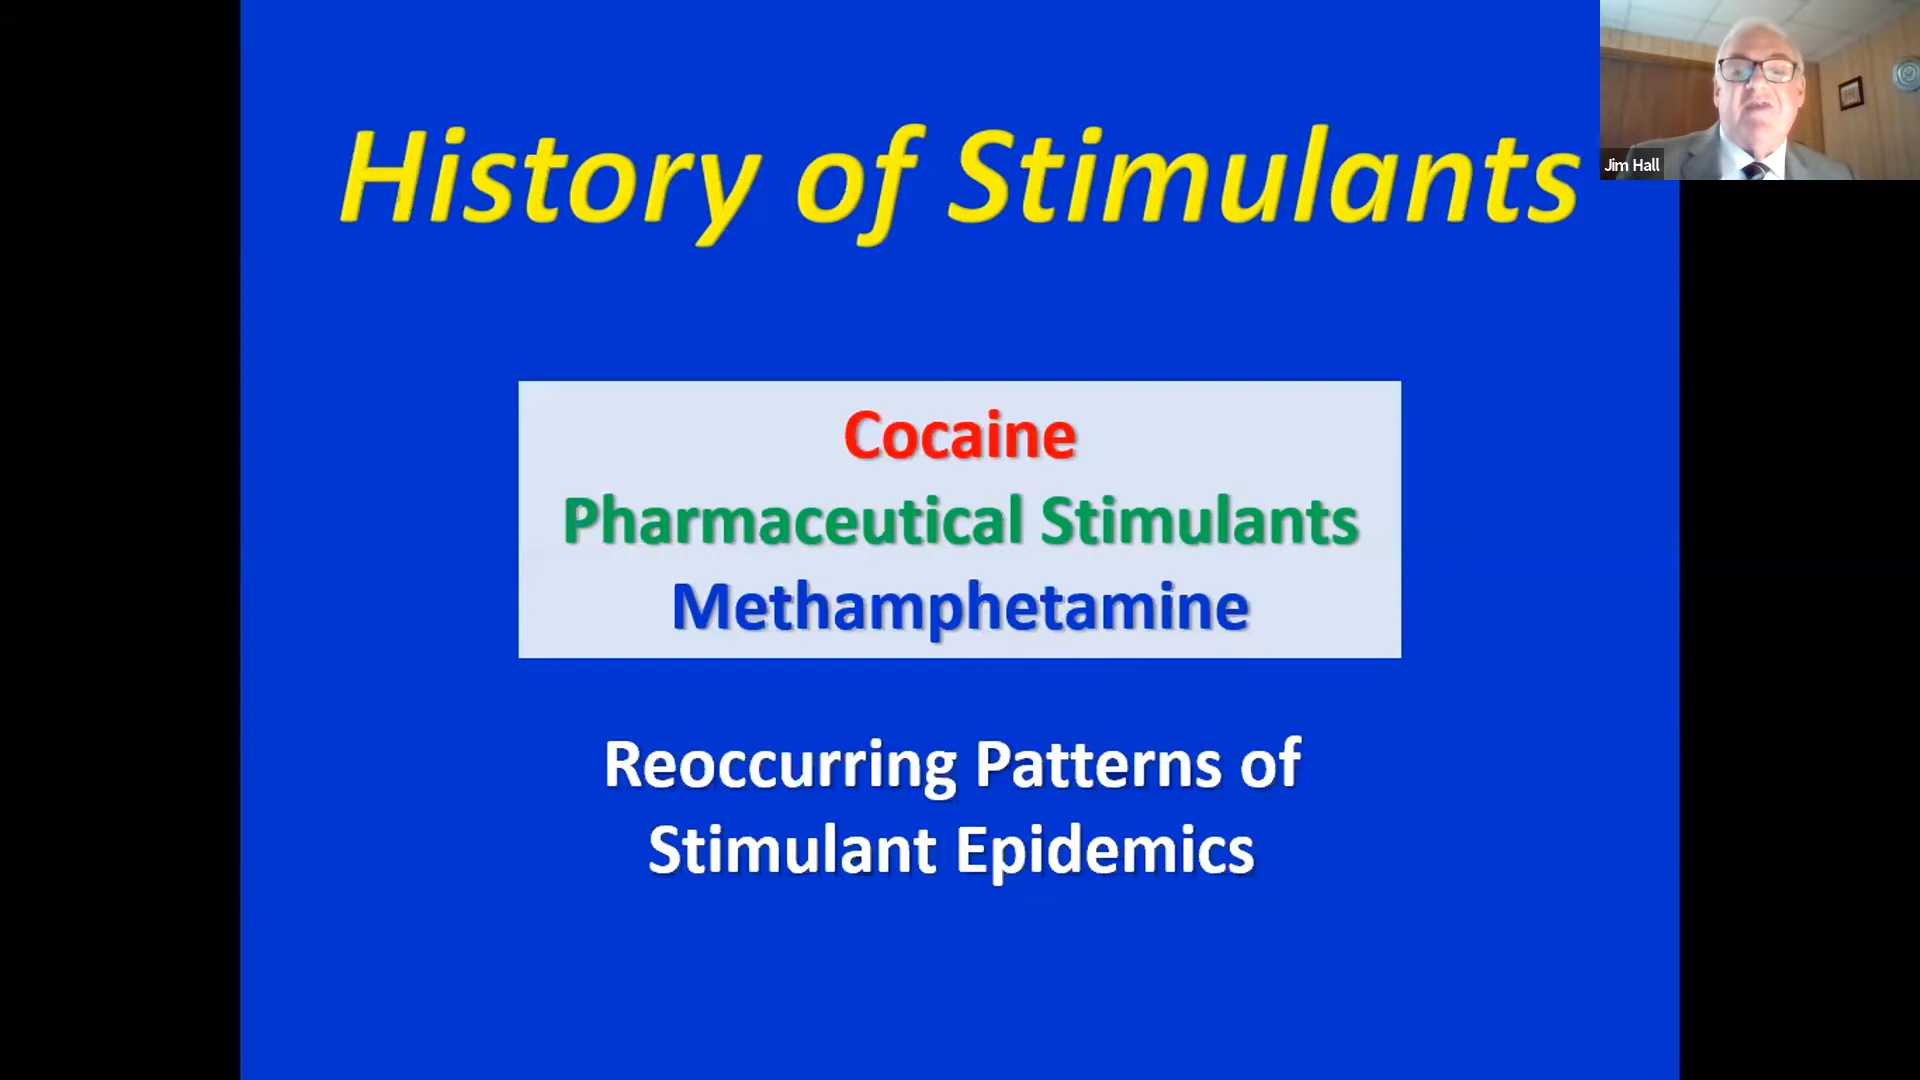 History of Stimulants
Jim Hall
Cocaine
Pharmaceutical Stimulants
Methamphetamine
Reoccurring Patterns of
Stimulant Epidemics